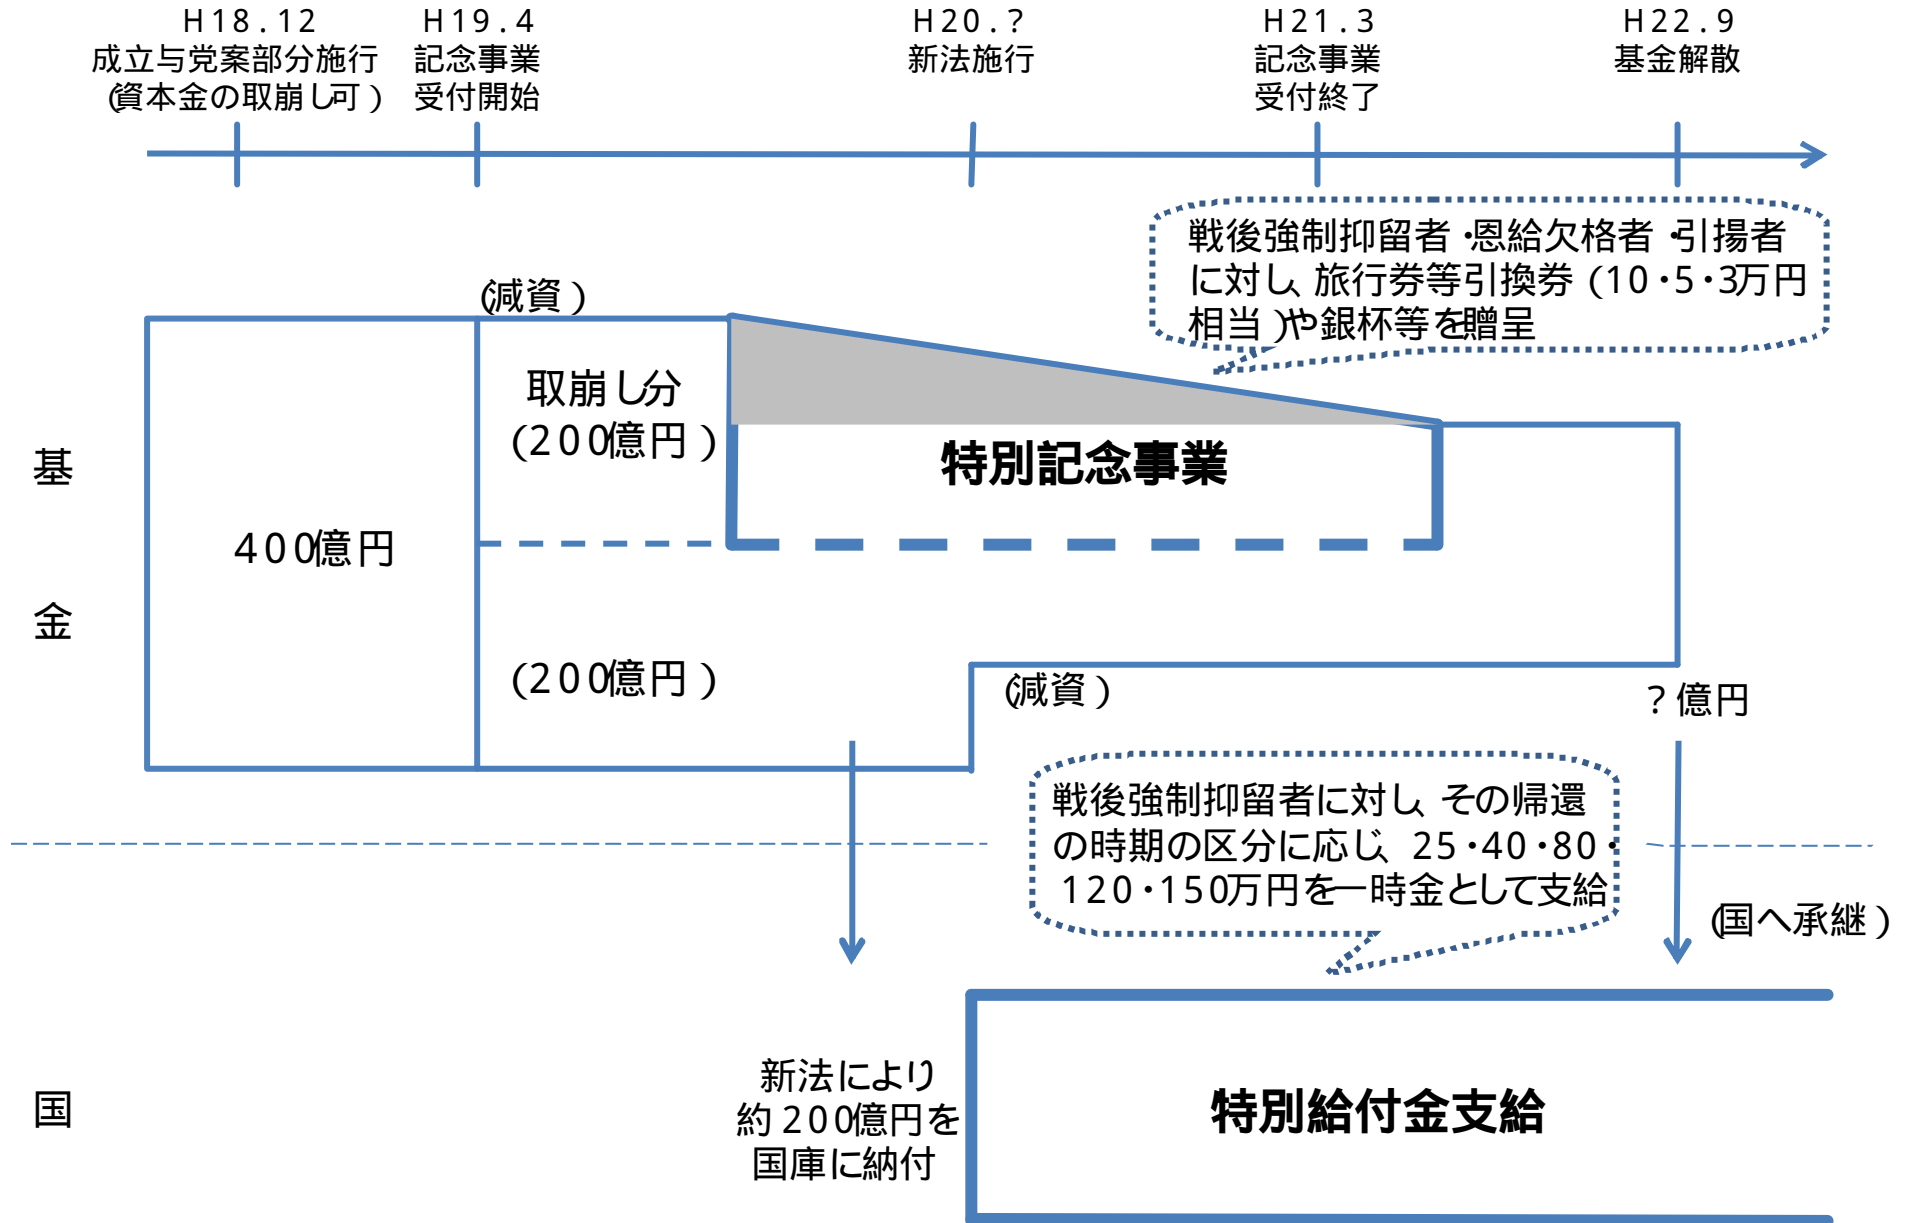 H18.12
成立与党案部分施行
(資本金の取崩し可)
H19.4
記念事業
受付開始
H20.?
新法施行
H21.3
記念事業
受付終了
H22.9
基金解散
戦後強制抑留者・恩給欠格者・引揚者
に対し、旅行券等引換券(10・5・3万円
相当)や銀杯等を贈呈
(減資)
取崩し分
(200億円)
特別記念事業
基
金
400億円
(200億円)
(減資)
?億円
戦後強制抑留者に対し、その帰還
の時期の区分に応じ、25・40・80・
120・150万円を一時金として支給
(国へ承継)
新法により
約200億円を
国庫に納付
特別給付金支給
国